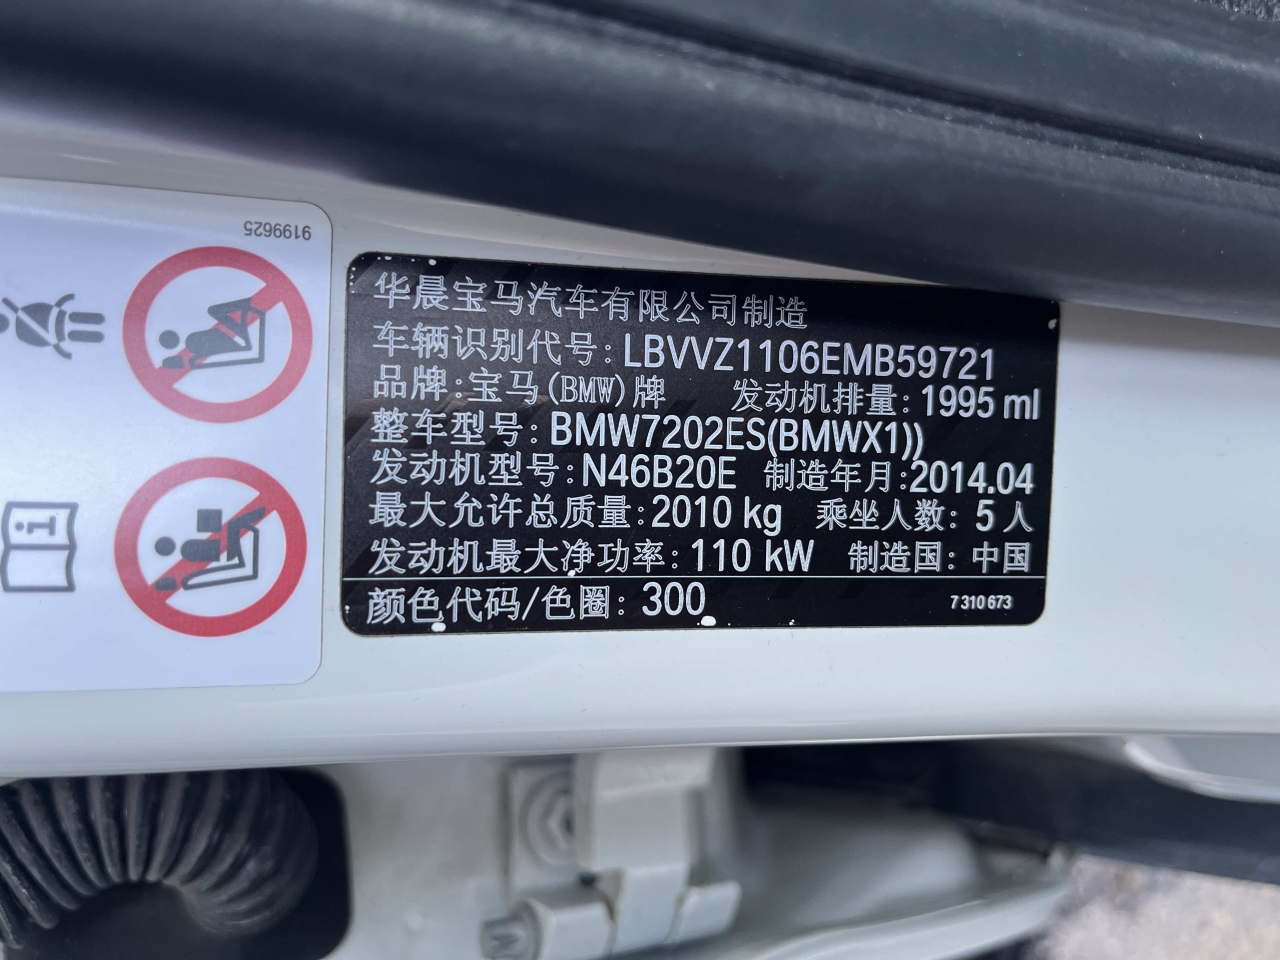 9199625
华晨宝马汽车有限公司制造
车辆识别代号: LBVVZ1106EMB59721
品牌:宝马(BMW)牌 发动机排量: 1995 ml
整车型号: BMW7202ES(BMWX1))
发动机型号: N46B20E 制造年月:2014.04
最大允许总质量:2010 kg 乘坐人数: 5人
发动机最大净功率: 110 kW 制造国: 中国
颜色代码/色圈: 300 7 310 673